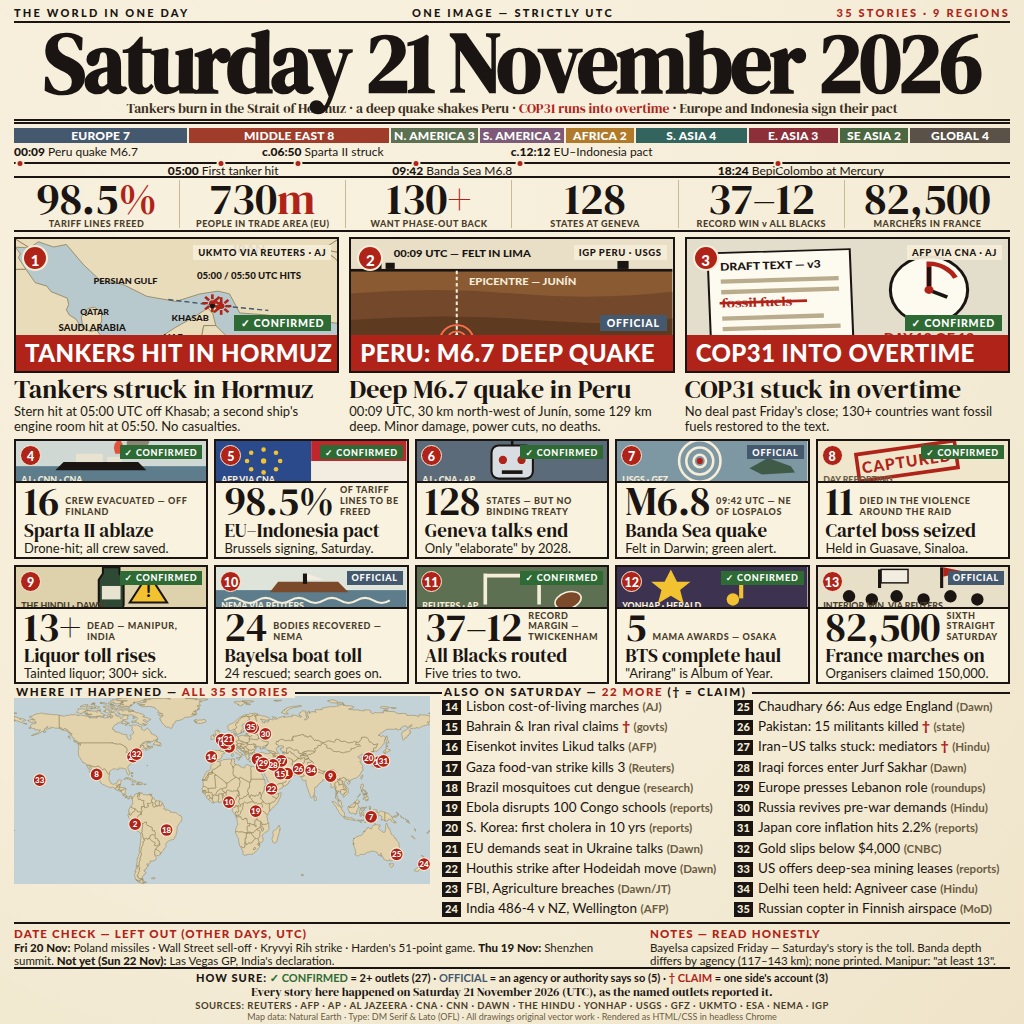 THE WORLD IN ONE DAY
ONE IMAGE — STRICTLY UTC
35 STORIES · 9 REGIONS
Saturday 21 November 2026
Tankers burn in the Strait of Hormuz · a deep quake shakes Peru · COP31 runs into overtime · Europe and Indonesia sign their pact
EUROPE 7 MIDDLE EAST 8 N. AMERICA 3 S. AMERICA 2 AFRICA 2 S. ASIA 4 E. ASIA 3 SE ASIA 2 GLOBAL 4
00:09 Peru quake M6.7 c.06:50 Sparta II struck c.12:12 EU–Indonesia pact
05:00 First tanker hit 09:42 Banda Sea M6.8 18:24 BepiColombo at Mercury
98.5% 730m 130+ 128 37–12 82,500
TARIFF LINES FREED PEOPLE IN TRADE AREA (EU) WANT PHASE-OUT BACK STATES AT GENEVA RECORD WIN v ALL BLACKS MARCHERS IN FRANCE
1
UKMTO VIA REUTERS · AJ
PERSIAN GULF
05:00 / 05:50 UTC HITS
QATAR
KHASAB
SAUDI ARABIA
✓ CONFIRMED
TANKERS HIT IN HORMUZ
Tankers struck in Hormuz
Stern hit at 05:00 UTC off Khasab; a second ship's
engine room hit at 05:50. No casualties.
2
00:09 UTC — FELT IN LIMA
IGP PERU · USGS
EPICENTRE — JUNÍN
OFFICIAL
PERU: M6.7 DEEP QUAKE
Deep M6.7 quake in Peru
00:09 UTC, 30 km north-west of Junín, some 129 km
deep. Minor damage, power cuts, no deaths.
3
DRAFT TEXT — v3
AFP VIA CNA · AJ
fossil fuels
✓ CONFIRMED
COP31 INTO OVERTIME
COP31 stuck in overtime
No deal past Friday's close; 130+ countries want fossil
fuels restored to the text.
4
✓ CONFIRMED
AJ · CNN · CNA
16 CREW EVACUATED — OFF
FINLAND
Sparta II ablaze
Drone-hit; all crew saved.
5
✓ CONFIRMED
AFP VIA CNA
98.5% OF TARIFF
LINES TO BE
FREED
EU–Indonesia pact
Brussels signing, Saturday.
6
✓ CONFIRMED
AJ · CNA · AP
128 STATES — BUT NO
BINDING TREATY
Geneva talks end
Only "elaborate" by 2028.
7
OFFICIAL
USGS · GFZ
M6.8 09:42 UTC — NE
OF LOSPALOS
Banda Sea quake
Felt in Darwin; green alert.
8
✓ CONFIRMED
CAPTURED
DAY REPORTING
11 DIED IN THE VIOLENCE
AROUND THE RAID
Cartel boss seized
Held in Guasave, Sinaloa.
9
✓ CONFIRMED
THE HINDU · DAWN
13+ DEAD — MANIPUR,
INDIA
Liquor toll rises
Tainted liquor; 300+ sick.
10
OFFICIAL
NEMA VIA REUTERS
24 BODIES RECOVERED —
NEMA
Bayelsa boat toll
24 rescued; search goes on.
11
✓ CONFIRMED
REUTERS · AP
37–12 RECORD
MARGIN —
TWICKENHAM
All Blacks routed
Five tries to two.
12
✓ CONFIRMED
YONHAP · HERALD
5 MAMA AWARDS — OSAKA
BTS complete haul
"Arirang" is Album of Year.
13
OFFICIAL
INTERIOR MIN. VIA REUTERS
82,500 SIXTH
STRAIGHT
SATURDAY
France marches on
Organisers claimed 150,000.
WHERE IT HAPPENED — ALL 35 STORIES
ALSO ON SATURDAY — 22 MORE († = CLAIM)
14 Lisbon cost-of-living marches (AJ)
15 Bahrain & Iran rival claims † (govts)
16 Eisenkot invites Likud talks (AFP)
17 Gaza food-van strike kills 3 (Reuters)
18 Brazil mosquitoes cut dengue (research)
19 Ebola disrupts 100 Congo schools (reports)
20 S. Korea: first cholera in 10 yrs (reports)
21 EU demands seat in Ukraine talks (Dawn)
22 Houthis strike after Hodeidah move (Dawn)
23 FBI, Agriculture breaches (Dawn/JT)
24 India 486-4 v NZ, Wellington (AFP)
25 Chaudhary 66: Aus edge England (Dawn)
26 Pakistan: 15 militants killed † (state)
27 Iran–US talks stuck: mediators † (Hindu)
28 Iraqi forces enter Jurf Sakhar (Dawn)
29 Europe presses Lebanon role (roundups)
30 Russia revives pre-war demands (Hindu)
31 Japan core inflation hits 2.2% (reports)
32 Gold slips below $4,000 (CNBC)
33 US offers deep-sea mining leases (reports)
34 Delhi teen held: Agniveer case (Hindu)
35 Russian copter in Finnish airspace (MoD)
DATE CHECK — LEFT OUT (OTHER DAYS, UTC)
Fri 20 Nov: Poland missiles · Wall Street sell-off · Kryvyi Rih strike · Harden's 51-point game. Thu 19 Nov: Shenzhen
summit. Not yet (Sun 22 Nov): Las Vegas GP, India's declaration.
NOTES — READ HONESTLY
Bayelsa capsized Friday — Saturday's story is the toll. Banda depth
differs by agency (117–143 km); none printed. Manipur: "at least 13".
HOW SURE: ✓ CONFIRMED = 2+ outlets (27) · OFFICIAL = an agency or authority says so (5) · † CLAIM = one side's account (3)
Every story here happened on Saturday 21 November 2026 (UTC), as the named outlets reported it.
SOURCES: REUTERS · AFP · AP · AL JAZEERA · CNA · CNN · DAWN · THE HINDU · YONHAP · USGS · GFZ · UKMTO · ESA · NEMA · IGP
Map data: Natural Earth · Type: DM Serif & Lato (OFL) · All drawings original vector work · Rendered as HTML/CSS in headless Chrome